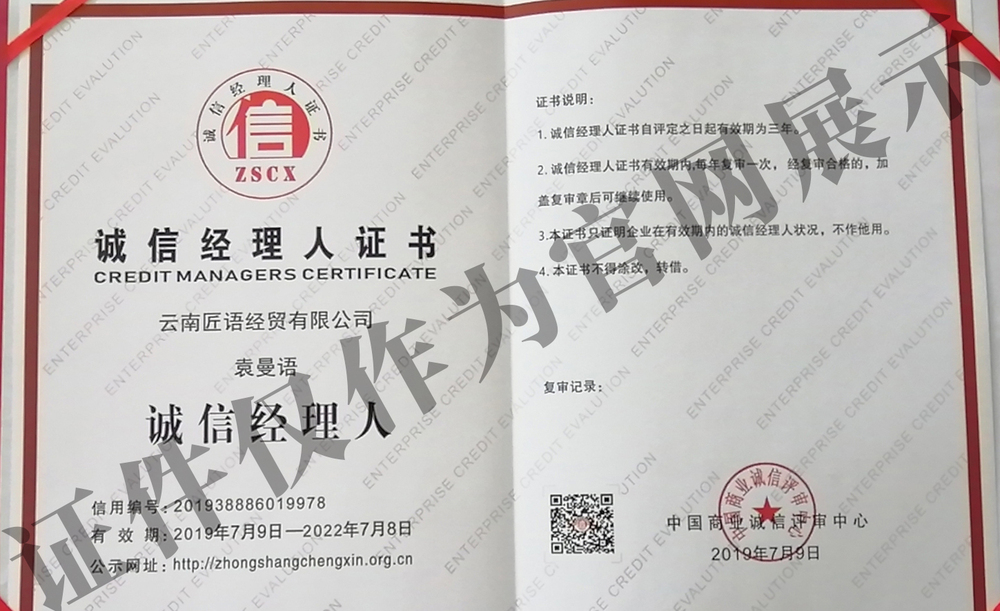 诚信经理人证书
信
ZSCX
诚信经理人证书
CREDIT MANAGERS CERTIFICATE
云南匠语经贸有限公司
袁曼语
诚信经理人
信用编号:201938886019978
有 效 期:2019年7月9日—2022年7月8日
公示网址:http://zhongshangchengxin.org.cn
证书说明:
1. 诚信经理人证书自评定之日起有效期为三年。
2. 诚信经理人证书有效期内,每年复审一次, 经复审合格的,加
盖复审章后可继续使用。
3.本证书只证明企业在有效期内的诚信经理人状况,不作他用。
4.本证书不得涂改,转借。
复审记录:
中国商业诚信评审中心
中国商业诚信评审中心
2019年7月9日
证件仅作为官网展示
ENTERPRISE CREDIT EVALUTION